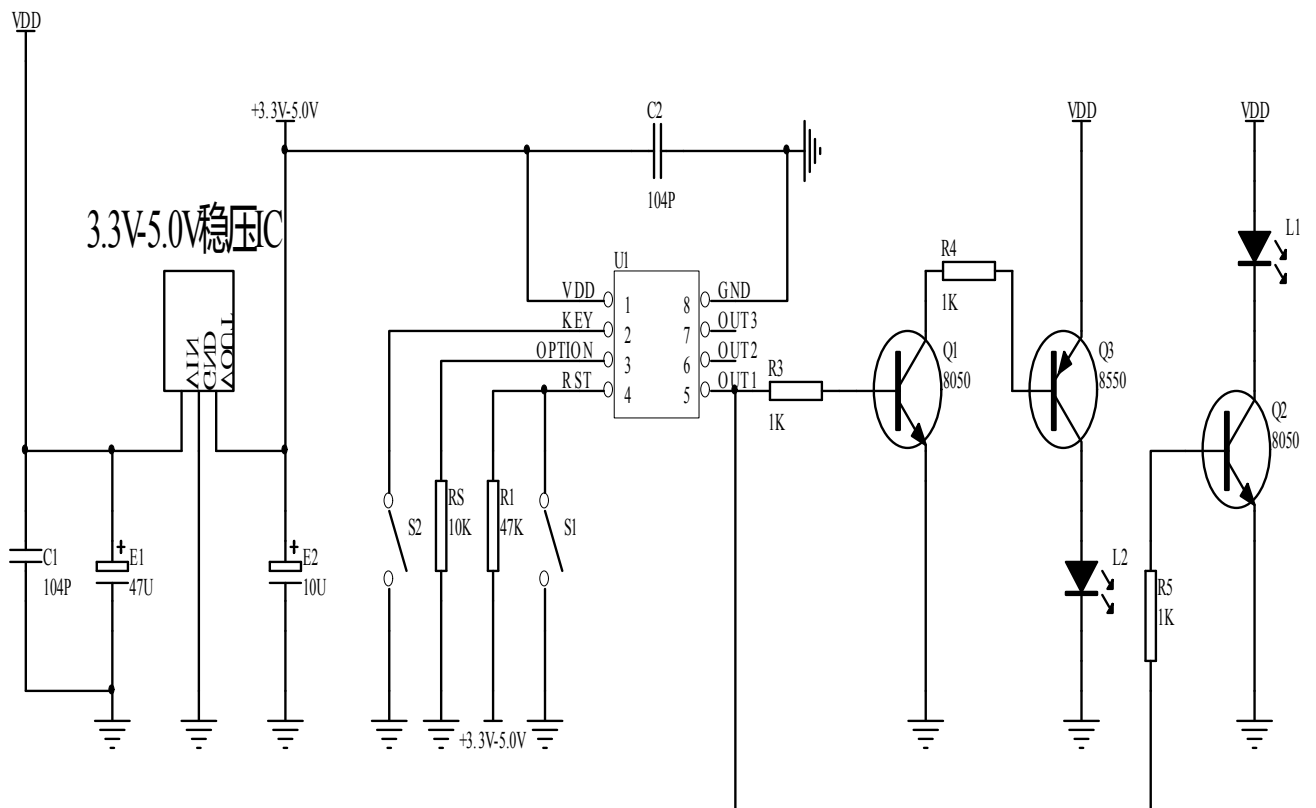 VDD
+3.3V-5.0V
C2
104P
VDD
VDD
3.3V-5.0V稳压IC
VIN
GND
VOUT
U1
VDD
KEY
OPTION
RST
1
2
3
4
8
7
6
5
GND
OUT3
OUT2
OUT1
R3
1K
R4
1K
Q1
8050
Q3
8550
L1
Q2
8050
C1
104P
E1
47U
E2
10U
S2
RS
10K
R1
47K
S1
+3.3V-5.0V
L2
R5
1K